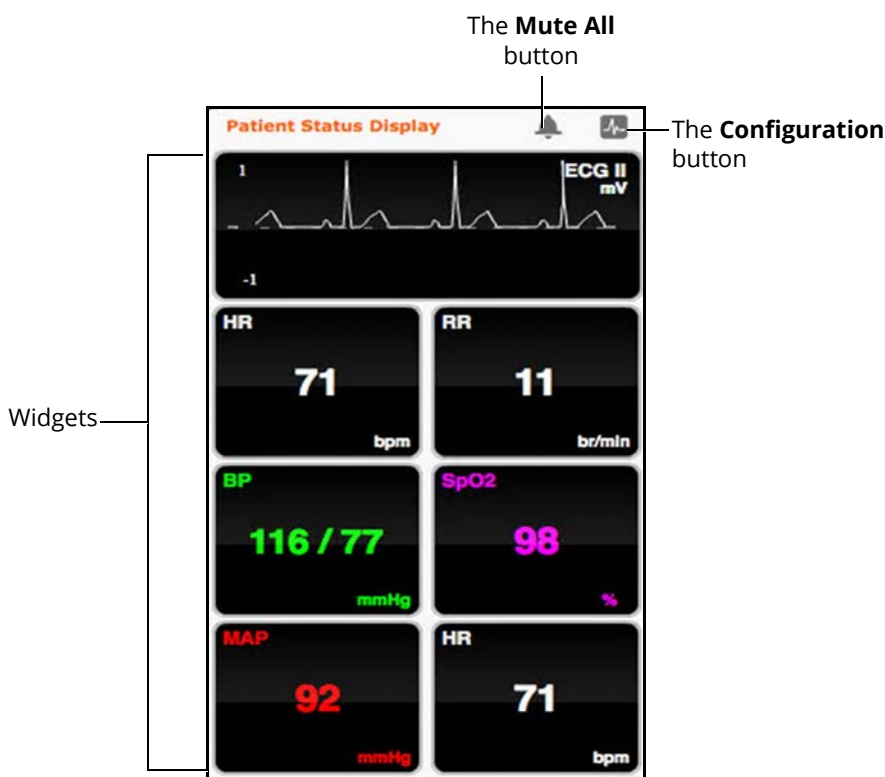 The Mute All
button
Patient Status Display
The Configuration
button
1
ECG II
mV
-1
HR
71
bpm
RR
11
br/min
Widgets
BP
116 / 77
mmHg
SpO2
98
%
MAP
92
mmHg
HR
71
bpm